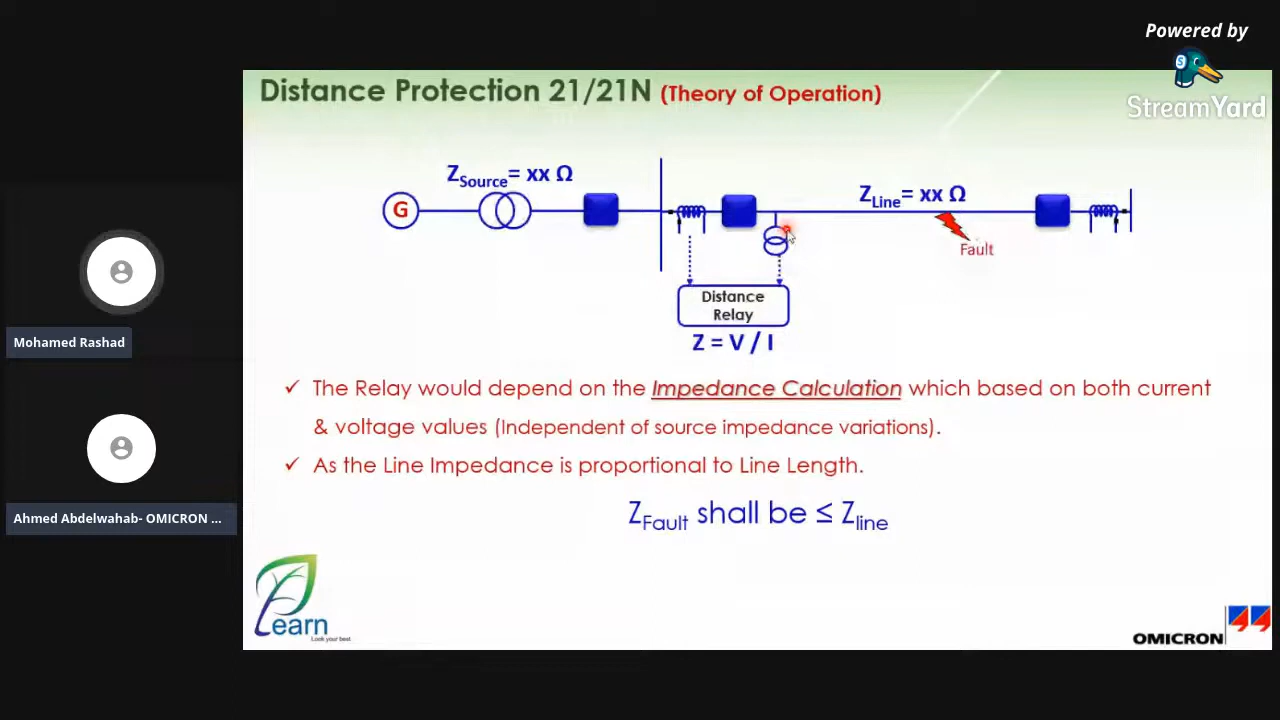 Powered by
StreamYard
Distance Protection 21/21N (Theory of Operation)
ZSource= xx Ω
ZLine= xx Ω
G
Fault
Distance
Relay
Z = V / I
✓ The Relay would depend on the Impedance Calculation which based on both current
& voltage values (Independent of source impedance variations).
✓ As the Line Impedance is proportional to Line Length.
ZFault shall be ≤ Zline
Mohamed Rashad
Ahmed Abdelwahab- OMICRON ...
Learn
Look your best
OMICRON